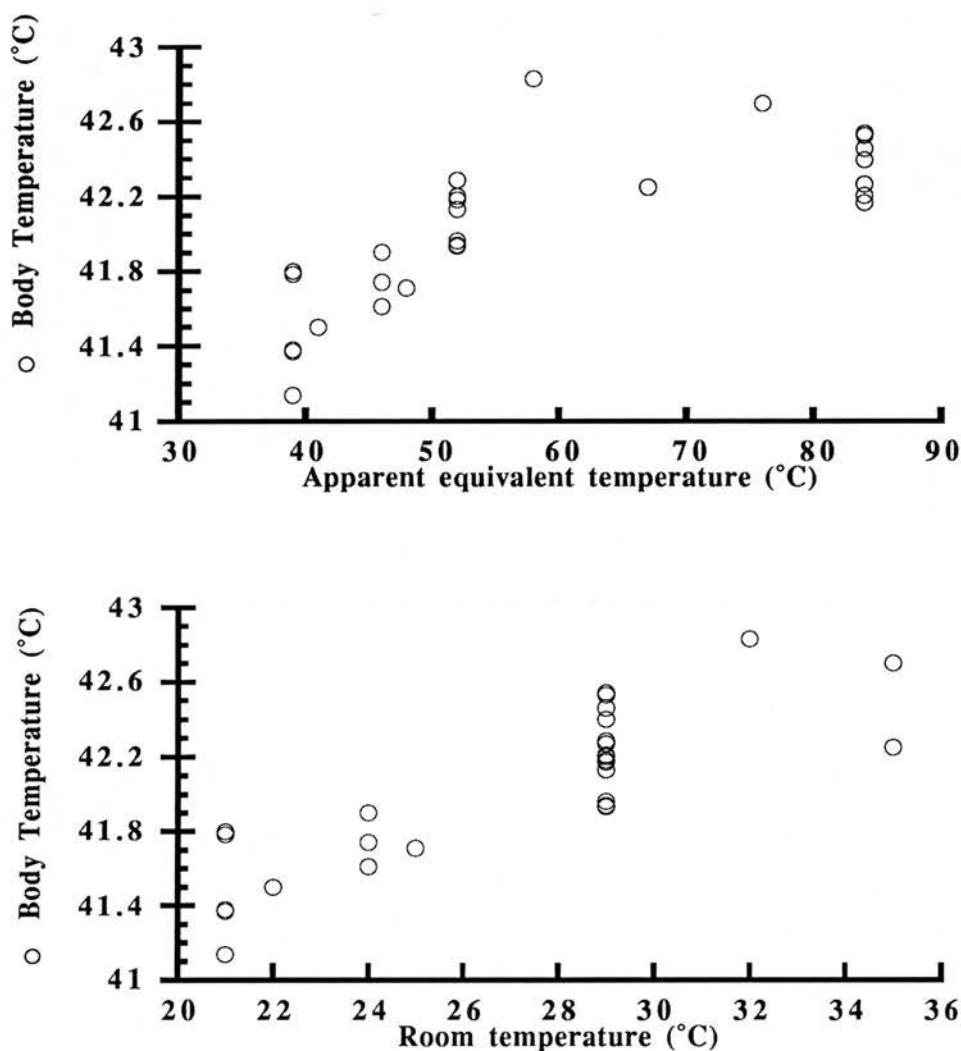 Body Temperature (°C)
43
42.6
42.2
41.8
41.4
41
30 40 50 60 70 80 90
Apparent equivalent temperature (°C)
Body Temperature (°C)
43
42.6
42.2
41.8
41.4
41
20 22 24 26 28 30 32 34 36
Room temperature (°C)